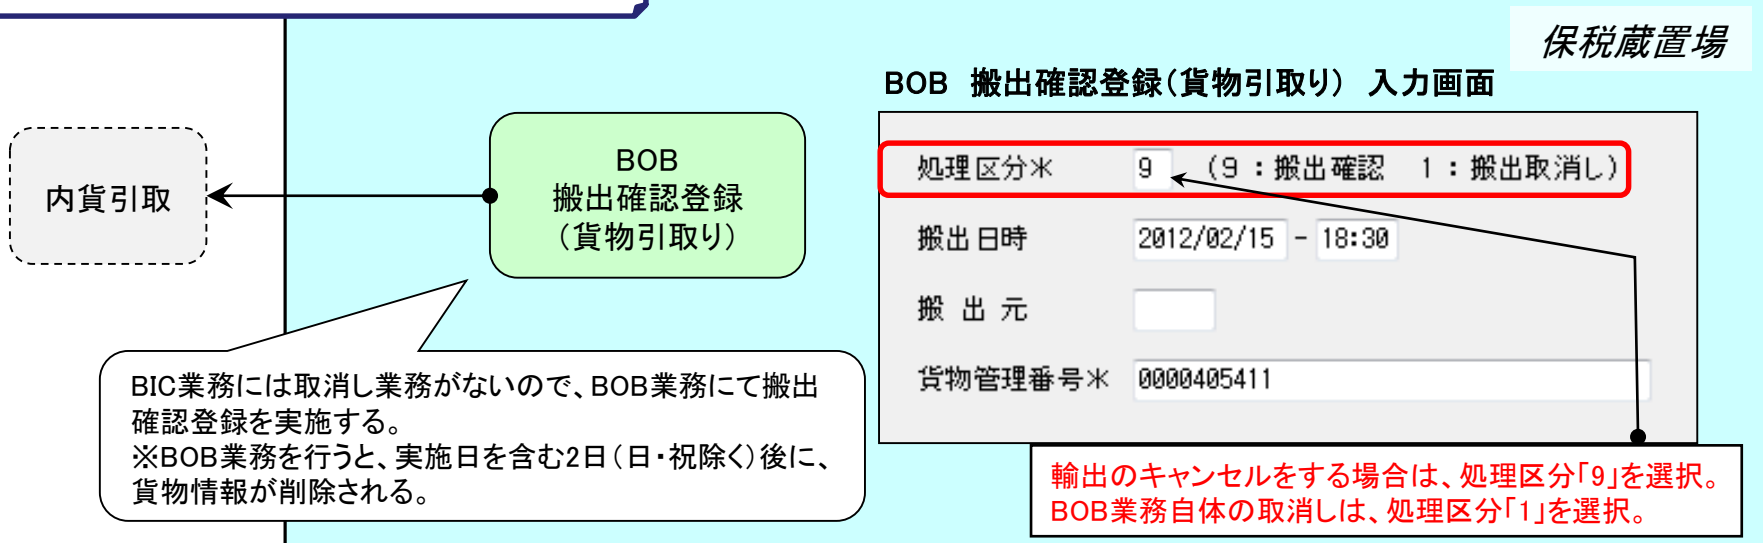 保税蔵置場
BOB 搬出確認登録(貨物引取り) 入力画面
内貨引取
BOB
搬出確認登録
(貨物引取り)
処理区分※ 9 (9:搬出確認 1:搬出取消し)
搬出日時 2012/02/15 - 18:30
搬 出 元
貨物管理番号※ 0000405411
BIC業務には取消し業務がないので、BOB業務にて搬出
確認登録を実施する。
※BOB業務を行うと、実施日を含む2日(日・祝除く)後に、
貨物情報が削除される。
輸出のキャンセルをする場合は、処理区分「9」を選択。
BOB業務自体の取消しは、処理区分「1」を選択。